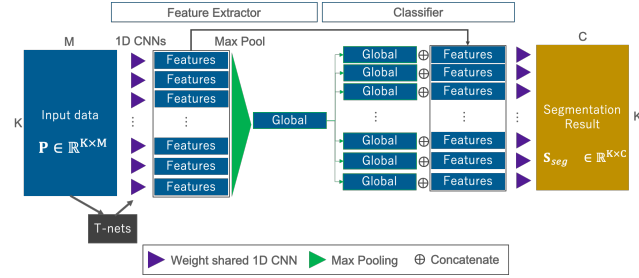 Feature Extractor
Classifier
M
1D CNNs
Max Pool
C
K
Input data
P ∈ ℝ^{K×M}
Features
Features
Features
...
⋮
...
Features
Features
Features
Global
Global ⊕ Features
Global ⊕ Features
Global ⊕ Features
...
⋮
...
Global ⊕ Features
Global ⊕ Features
Global ⊕ Features
Segmentation
Result
S_{seg} ∈ ℝ^{K×C}
K
T-nets
Weight shared 1D CNN
Max Pooling
⊕ Concatenate